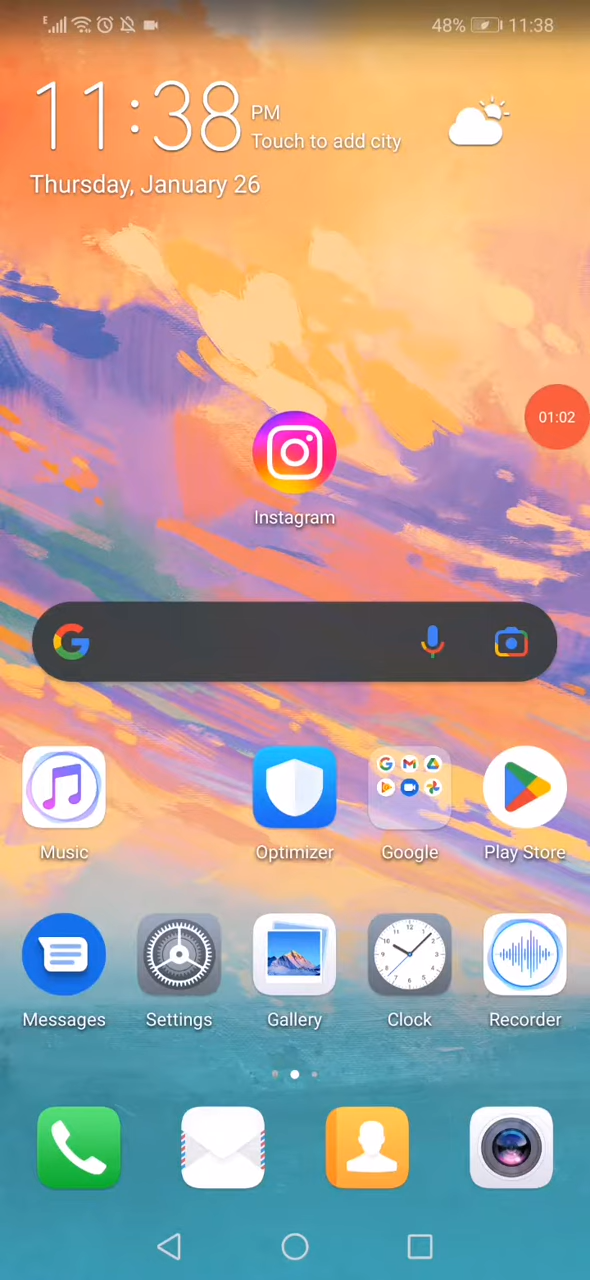 E 48% 11:38
11:38 PM
Touch to add city
Thursday, January 26
01:02
Instagram
Music Optimizer Google Play Store
Messages Settings Gallery Clock Recorder